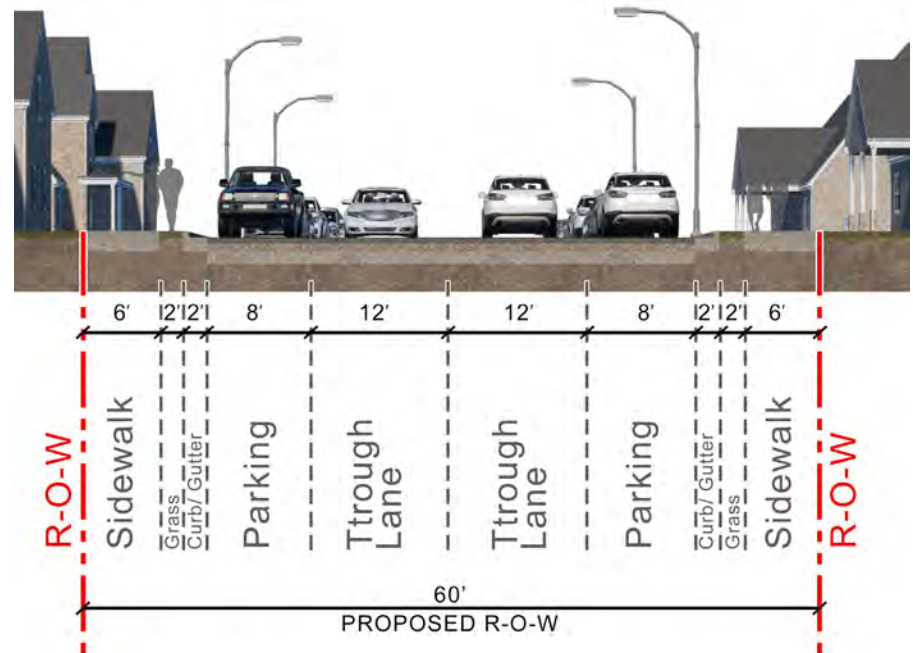 6' 2' 2' 8' 12' 12' 8' 2' 2' 6'
R-O-W
Sidewalk
Grass
Curb/ Gutter
Parking
Ttrough
Lane
Ttrough
Lane
Parking
Curb/ Gutter
Grass
Sidewalk
R-O-W
60'
PROPOSED R-O-W